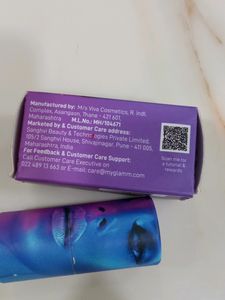 Manufactured by: M/s Viva Cosmetics, R. Indl.
Complex, Asangaon, Thane - 421 601,
Maharashtra M.L.No.: MH/104671
Marketed by & Customer Care address:
Sanghvi Beauty & Technologies Private Limited,
105/2 Sanghvi House, Shivajinagar, Pune - 411 005,
Maharashtra, India
For Feedback & Customer Care Support:
Call Customer Care Executive on
022 489 13 663 or E-mail: care@myglamm.com
Scan me for
a tutorial &
rewards